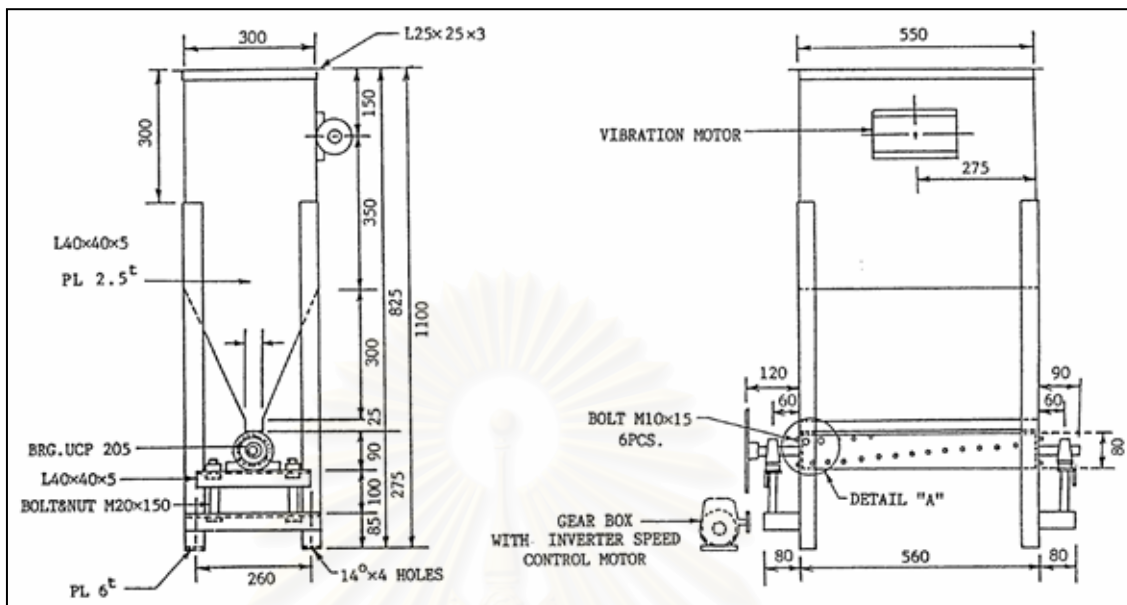 300
L25×25×3
300
150
350
825
1100
L40×40×5
PL 2.5t
300
25
BRG.UCP 205
90
L40×40×5
100
275
BOLT&NUT M20×150
85
260
PL 6t
14°×4 HOLES
550
VIBRATION MOTOR
275
120
60
90
60
BOLT M10×15
6PCS.
80
DETAIL "A"
GEAR BOX
WITH INVERTER SPEED
CONTROL MOTOR
80
560
80